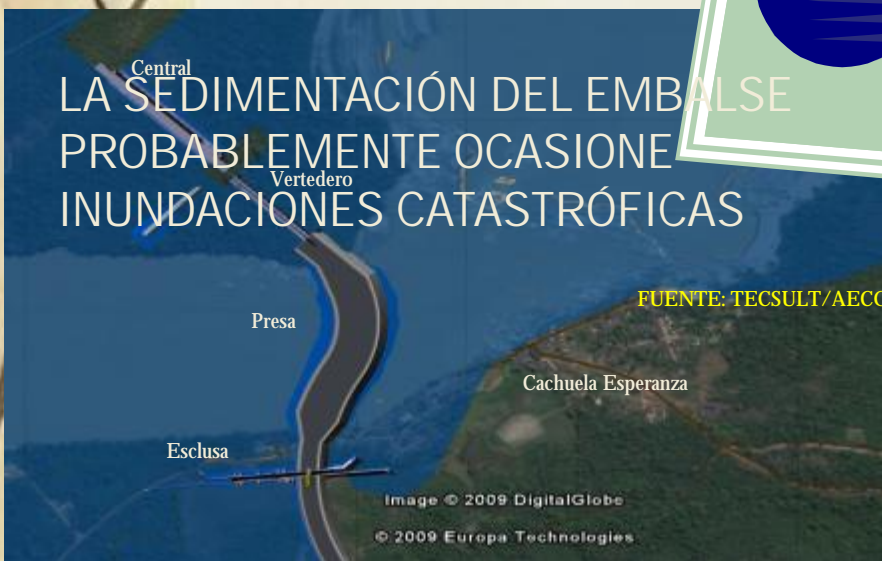 Central
LA SEDIMENTACIÓN DEL EMBALSE
PROBABLEMENTE OCASIONE
Vertedero
INUNDACIONES CATASTRÓFICAS
FUENTE: TECSULT/AECO
Presa
Cachuela Esperanza
Esclusa
Image © 2009 DigitalGlobe
© 2009 Europa Technologies